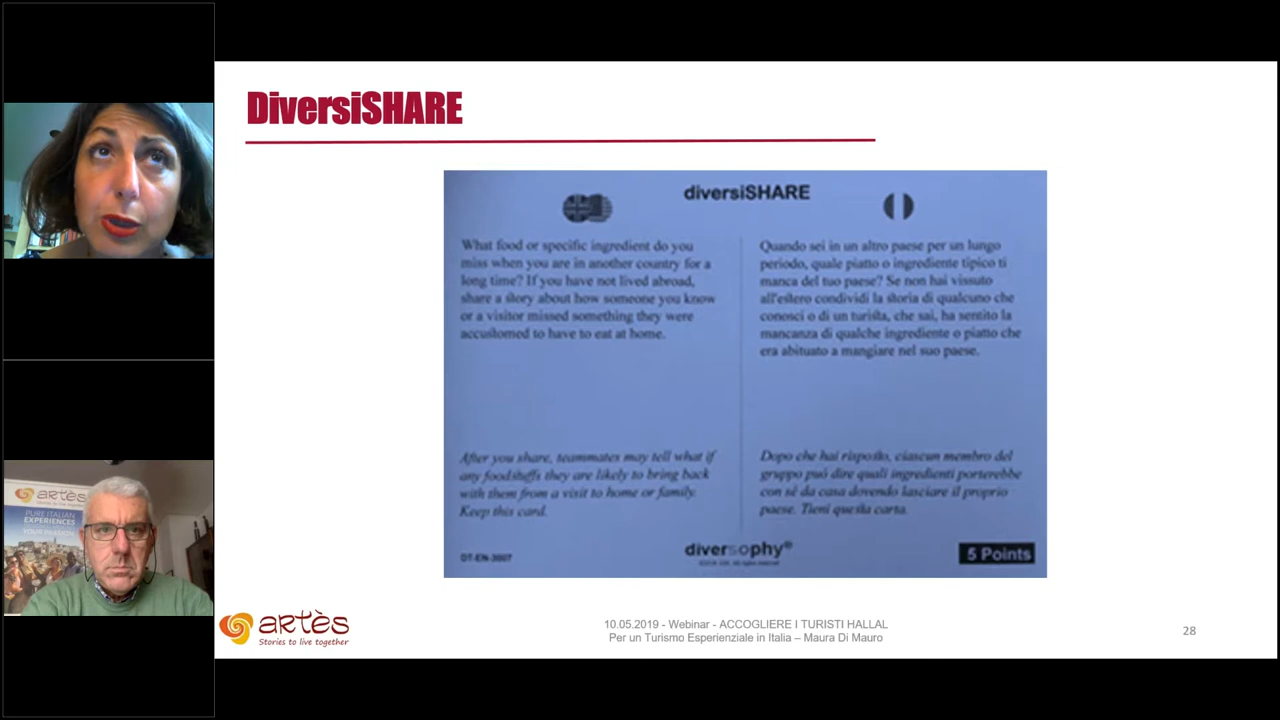 DiversiSHARE
diversiSHARE
What food or specific ingredient do you
miss when you are in another country for a
long time? If you have not lived abroad,
share a story about how someone you know
or a visitor missed something they were
accustomed to have to eat at home.
After you share, teammates may tell what if
any foodstuffs they are likely to bring back
with them from a visit to home or family.
Keep this card.
Quando sei in un altro paese per un lungo
periodo, quale piatto o ingrediente tipico ti
manca del tuo paese? Se non hai vissuto
all'estero condividi la storia di qualcuno che
conosci o di un turista, che sai, ha sentito la
mancanza di qualche ingrediente o piatto che
era abituato a mangiare nel suo paese.
Dopo che hai risposto, ciascun membro del
gruppo può dire quali ingredienti porterebbe
con sé da casa dovendo lasciare il proprio
paese. Tieni questa carta.
DT-EN-3007
diversophy®
5 Points
artès
Stories to live together
10.05.2019 - Webinar - ACCOGLIERE I TURISTI HALLAL
Per un Turismo Esperienziale in Italia – Maura Di Mauro
28
artès
PURE ITALIAN
EXPERIENCES
YOUR PASSION